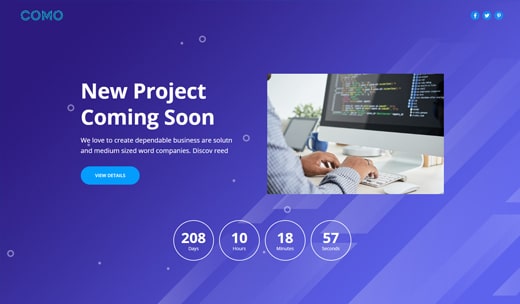 COMO
New Project
Coming Soon
We love to create dependable business are solutn
and medium sized word companies. Discov reed
VIEW DETAILS
208 10 18 57
Days Hours Minutes Seconds